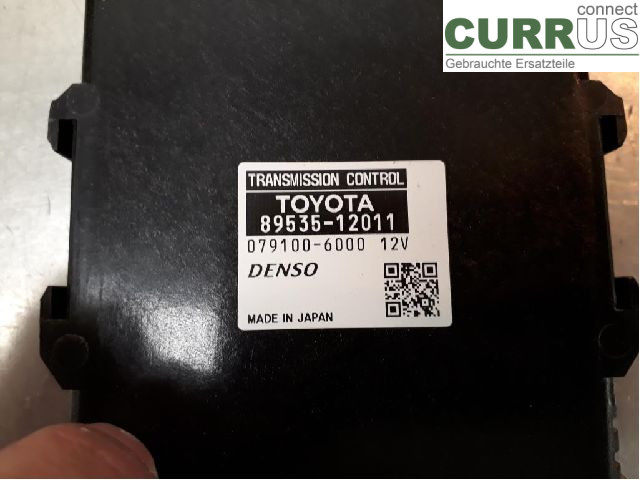 connect
CURRUS
Gebrauchte Ersatzteile
TRANSMISSION CONTROL
TOYOTA
89535-12011
079100-6000 12V
DENSO
MADE IN JAPAN